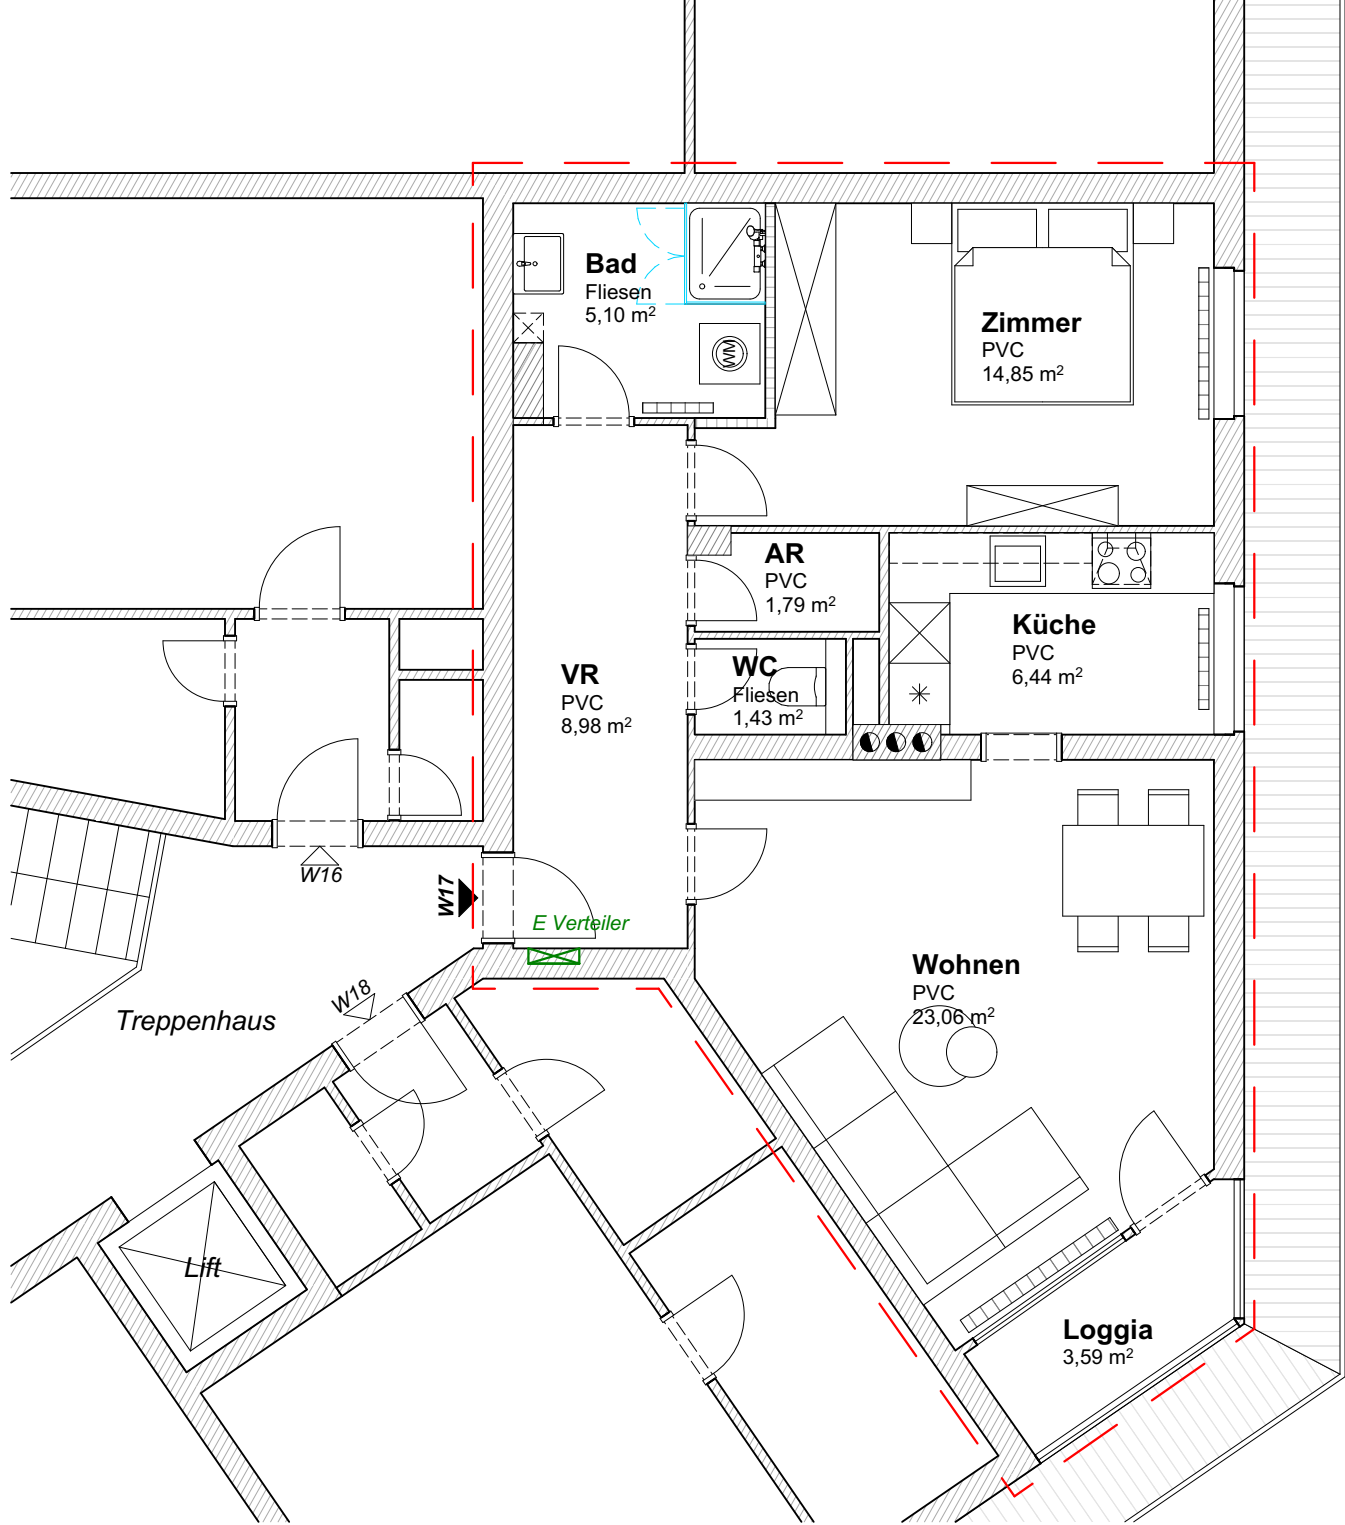 Bad
Fliesen
5,10 m²
Zimmer
PVC
14,85 m²
WM
AR
PVC
1,79 m²
Küche
PVC
6,44 m²
VR
PVC
8,98 m²
WC
Fliesen
1,43 m²
W16
W17
E Verteiler
Wohnen
PVC
23,06 m²
W18
Treppenhaus
Lift
Loggia
3,59 m²